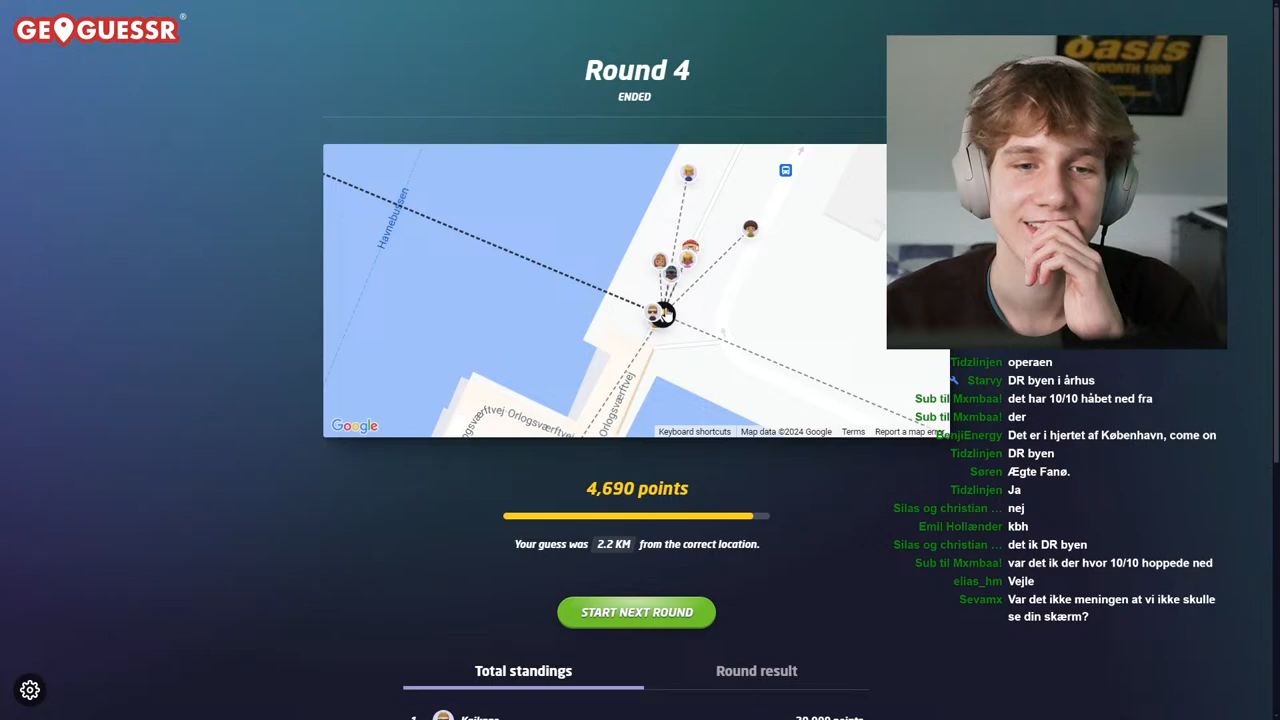 GEOGUESSR
Round 4
ENDED
oasis
Havnebussen
Orlogsværftvej
Orlogsværftvej
Google
Keyboard shortcuts
Map data ©2024 Google
Terms
Report a map
4,690 points
Your guess was 2.2 KM from the correct location.
START NEXT ROUND
Total standings
Round result
Tidzlinjen operaen
Starvy DR byen i århus
Sub til Mxmbaa! det har 10/10 håbet ned fra
Sub til Mxmbaa! der
BenjiEnergy Det er i hjertet af København, come on
Tidzlinjen DR byen
Søren Ægte Fanø.
Tidzlinjen Ja
Silas og christian ... nej
Emil Hollænder kbh
Silas og christian ... det ik DR byen
Sub til Mxmbaa! var det ik der hvor 10/10 hoppede ned
elias_hm Vejle
Sevamx Var det ikke meningen at vi ikke skulle
se din skærm?